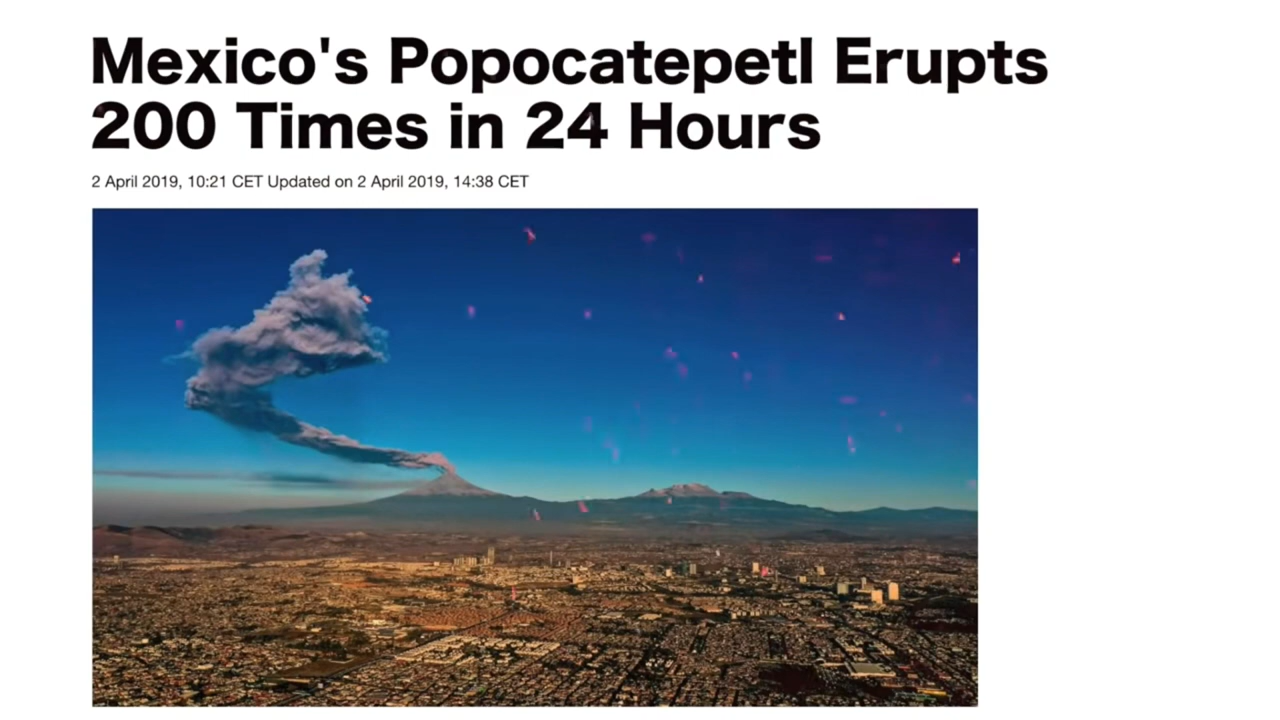 Mexico's Popocatepetl Erupts
200 Times in 24 Hours
2 April 2019, 10:21 CET Updated on 2 April 2019, 14:38 CET